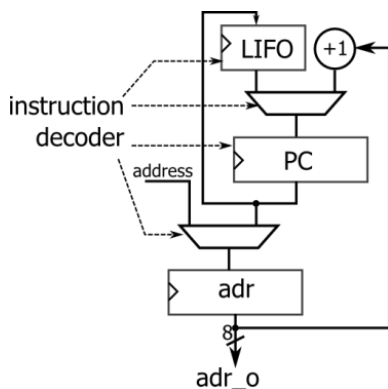 LIFO
+1
instruction
decoder
PC
address
adr
8
adr_o